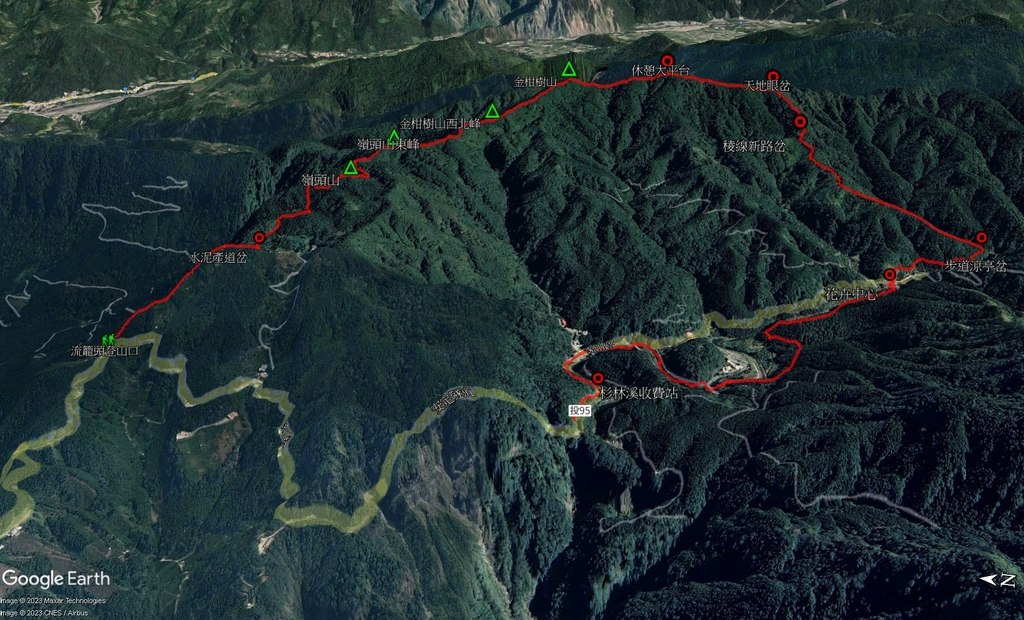 休憩大平台
金柑樹山
天地眼岔
金柑樹山西北峰
嶺頭山東峰
稜線新路岔
嶺頭山
水泥產道岔
步道涼亭岔
花卉中心
流籠頭登山口
杉林溪收費站
投95
Google Earth
Image © 2023 Maxar Technologies
Image © 2023 CNES / Airbus
N